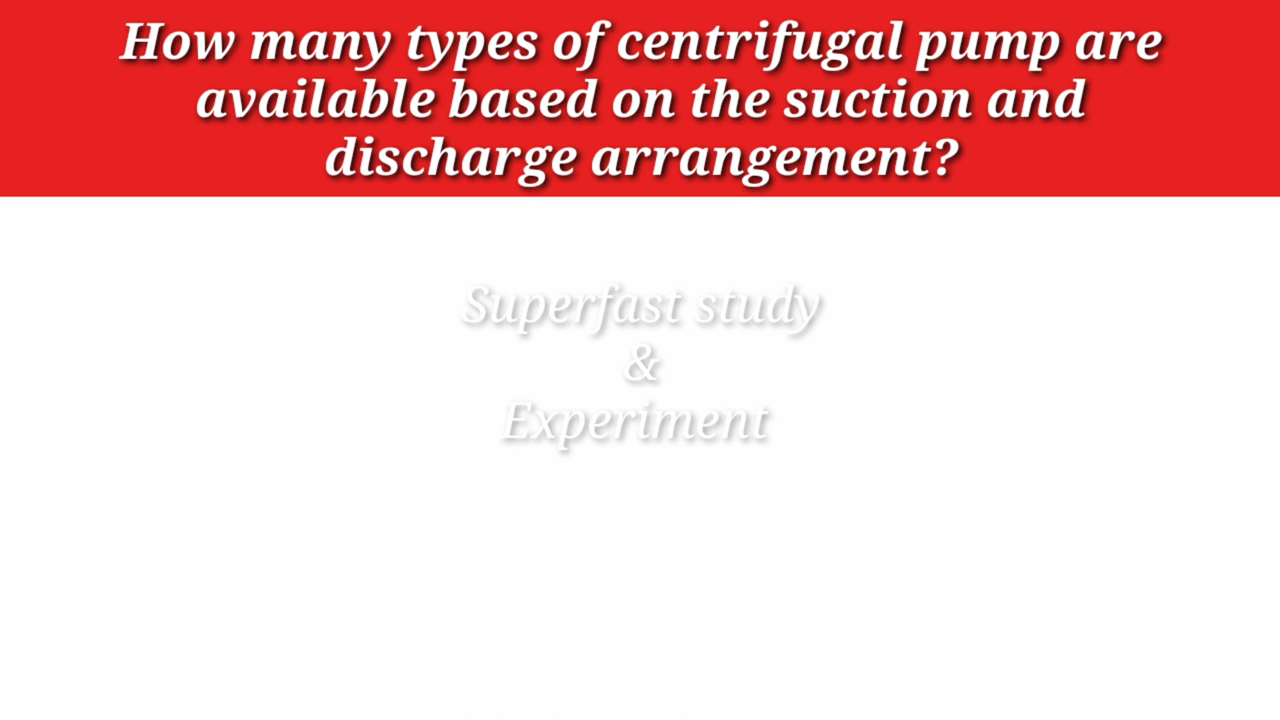 How many types of centrifugal pump are
available based on the suction and
discharge arrangement?
Superfast study
&
Experiment